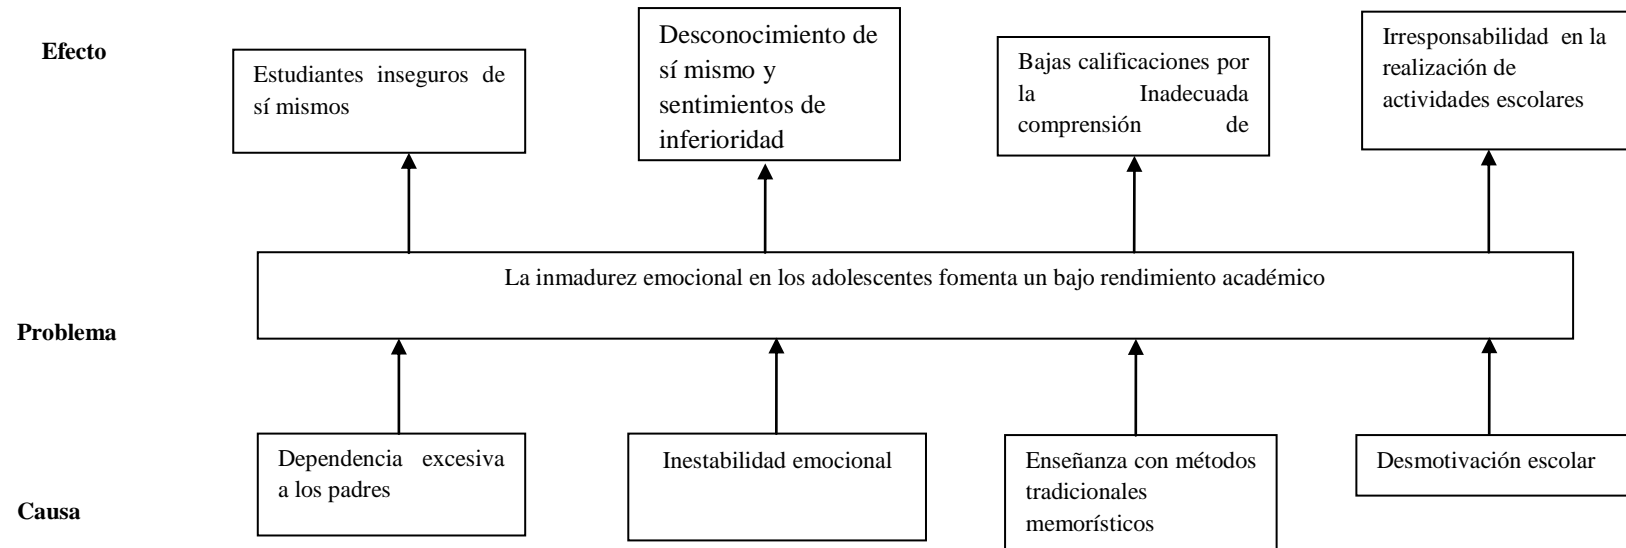 Efecto
Estudiantes inseguros de
sí mismos
Desconocimiento de
sí mismo y
sentimientos de
inferioridad
Bajas calificaciones por
la Inadecuada
comprensión de
Irresponsabilidad en la
realización de
actividades escolares
Problema
La inmadurez emocional en los adolescentes fomenta un bajo rendimiento académico
Causa
Dependencia excesiva
a los padres
Inestabilidad emocional
Enseñanza con métodos
tradicionales
memorísticos
Desmotivación escolar